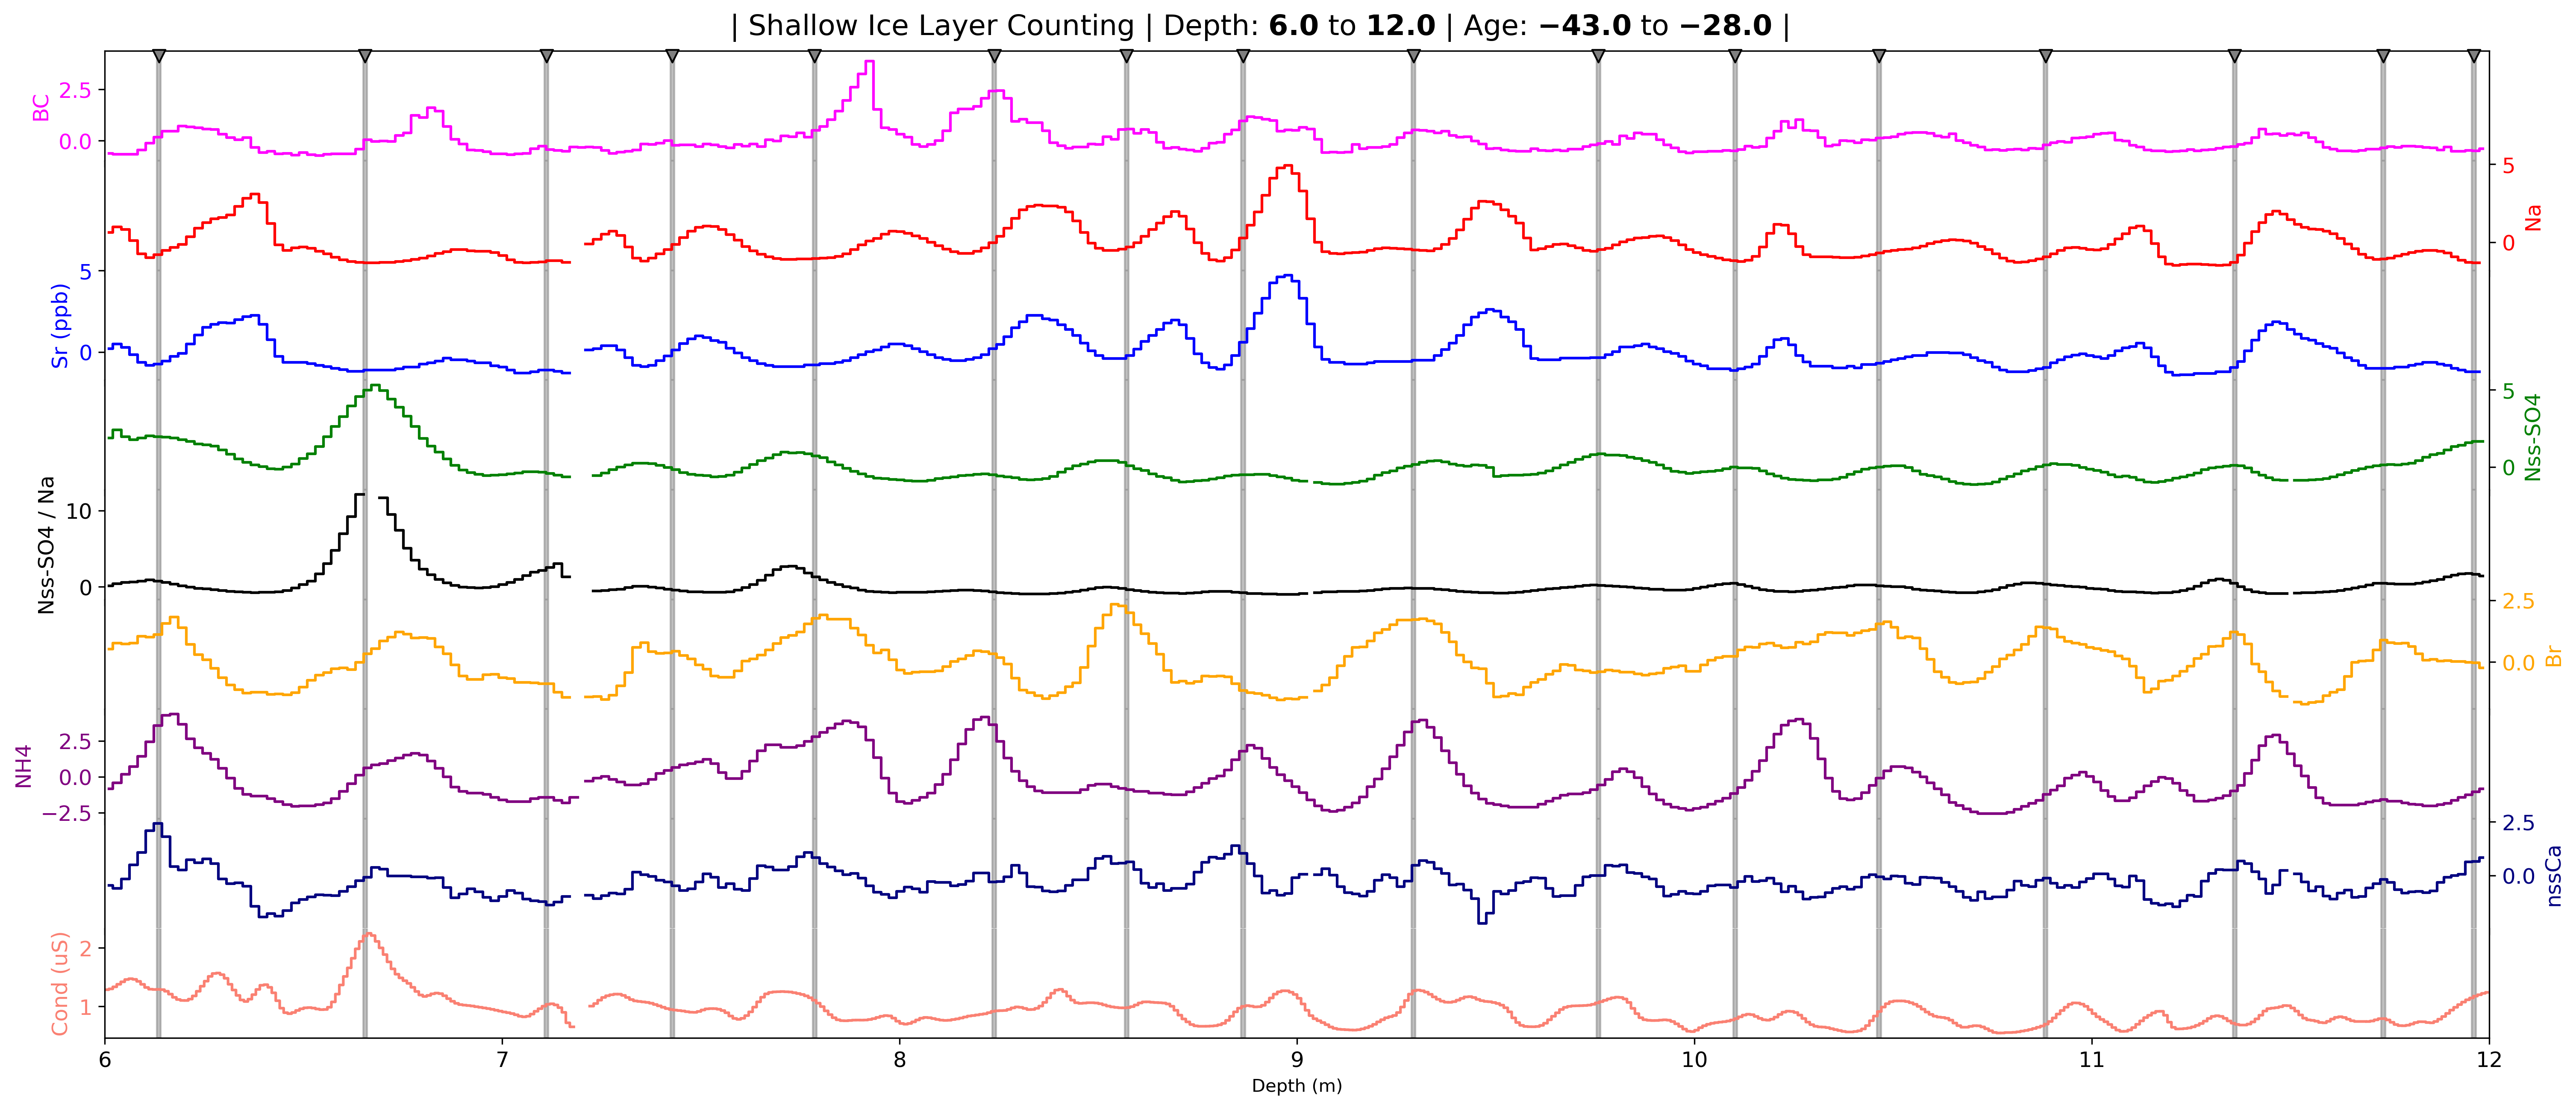 | Shallow Ice Layer Counting | Depth: 6.0 to 12.0 | Age: −43.0 to −28.0 |
BC
2.5
0.0
5
0
Na
Sr (ppb)
5
0
5
0
Nss-SO4
Nss-SO4 / Na
10
0
2.5
0.0
Br
NH4
2.5
0.0
−2.5
2.5
0.0
nssCa
Cond (uS)
2
1
6 7 8 9 10 11 12
Depth (m)